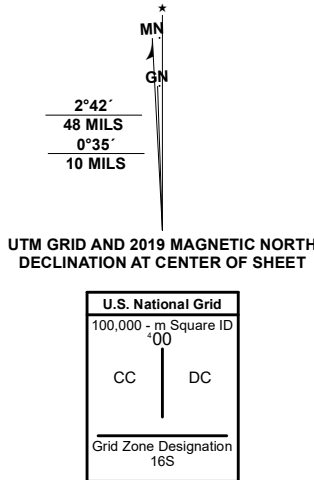 ★
MN
GN
2°42´
48 MILS
0°35´
10 MILS
UTM GRID AND 2019 MAGNETIC NORTH
DECLINATION AT CENTER OF SHEET
U.S. National Grid
100,000 - m Square ID
⁴00
CC DC
Grid Zone Designation
16S